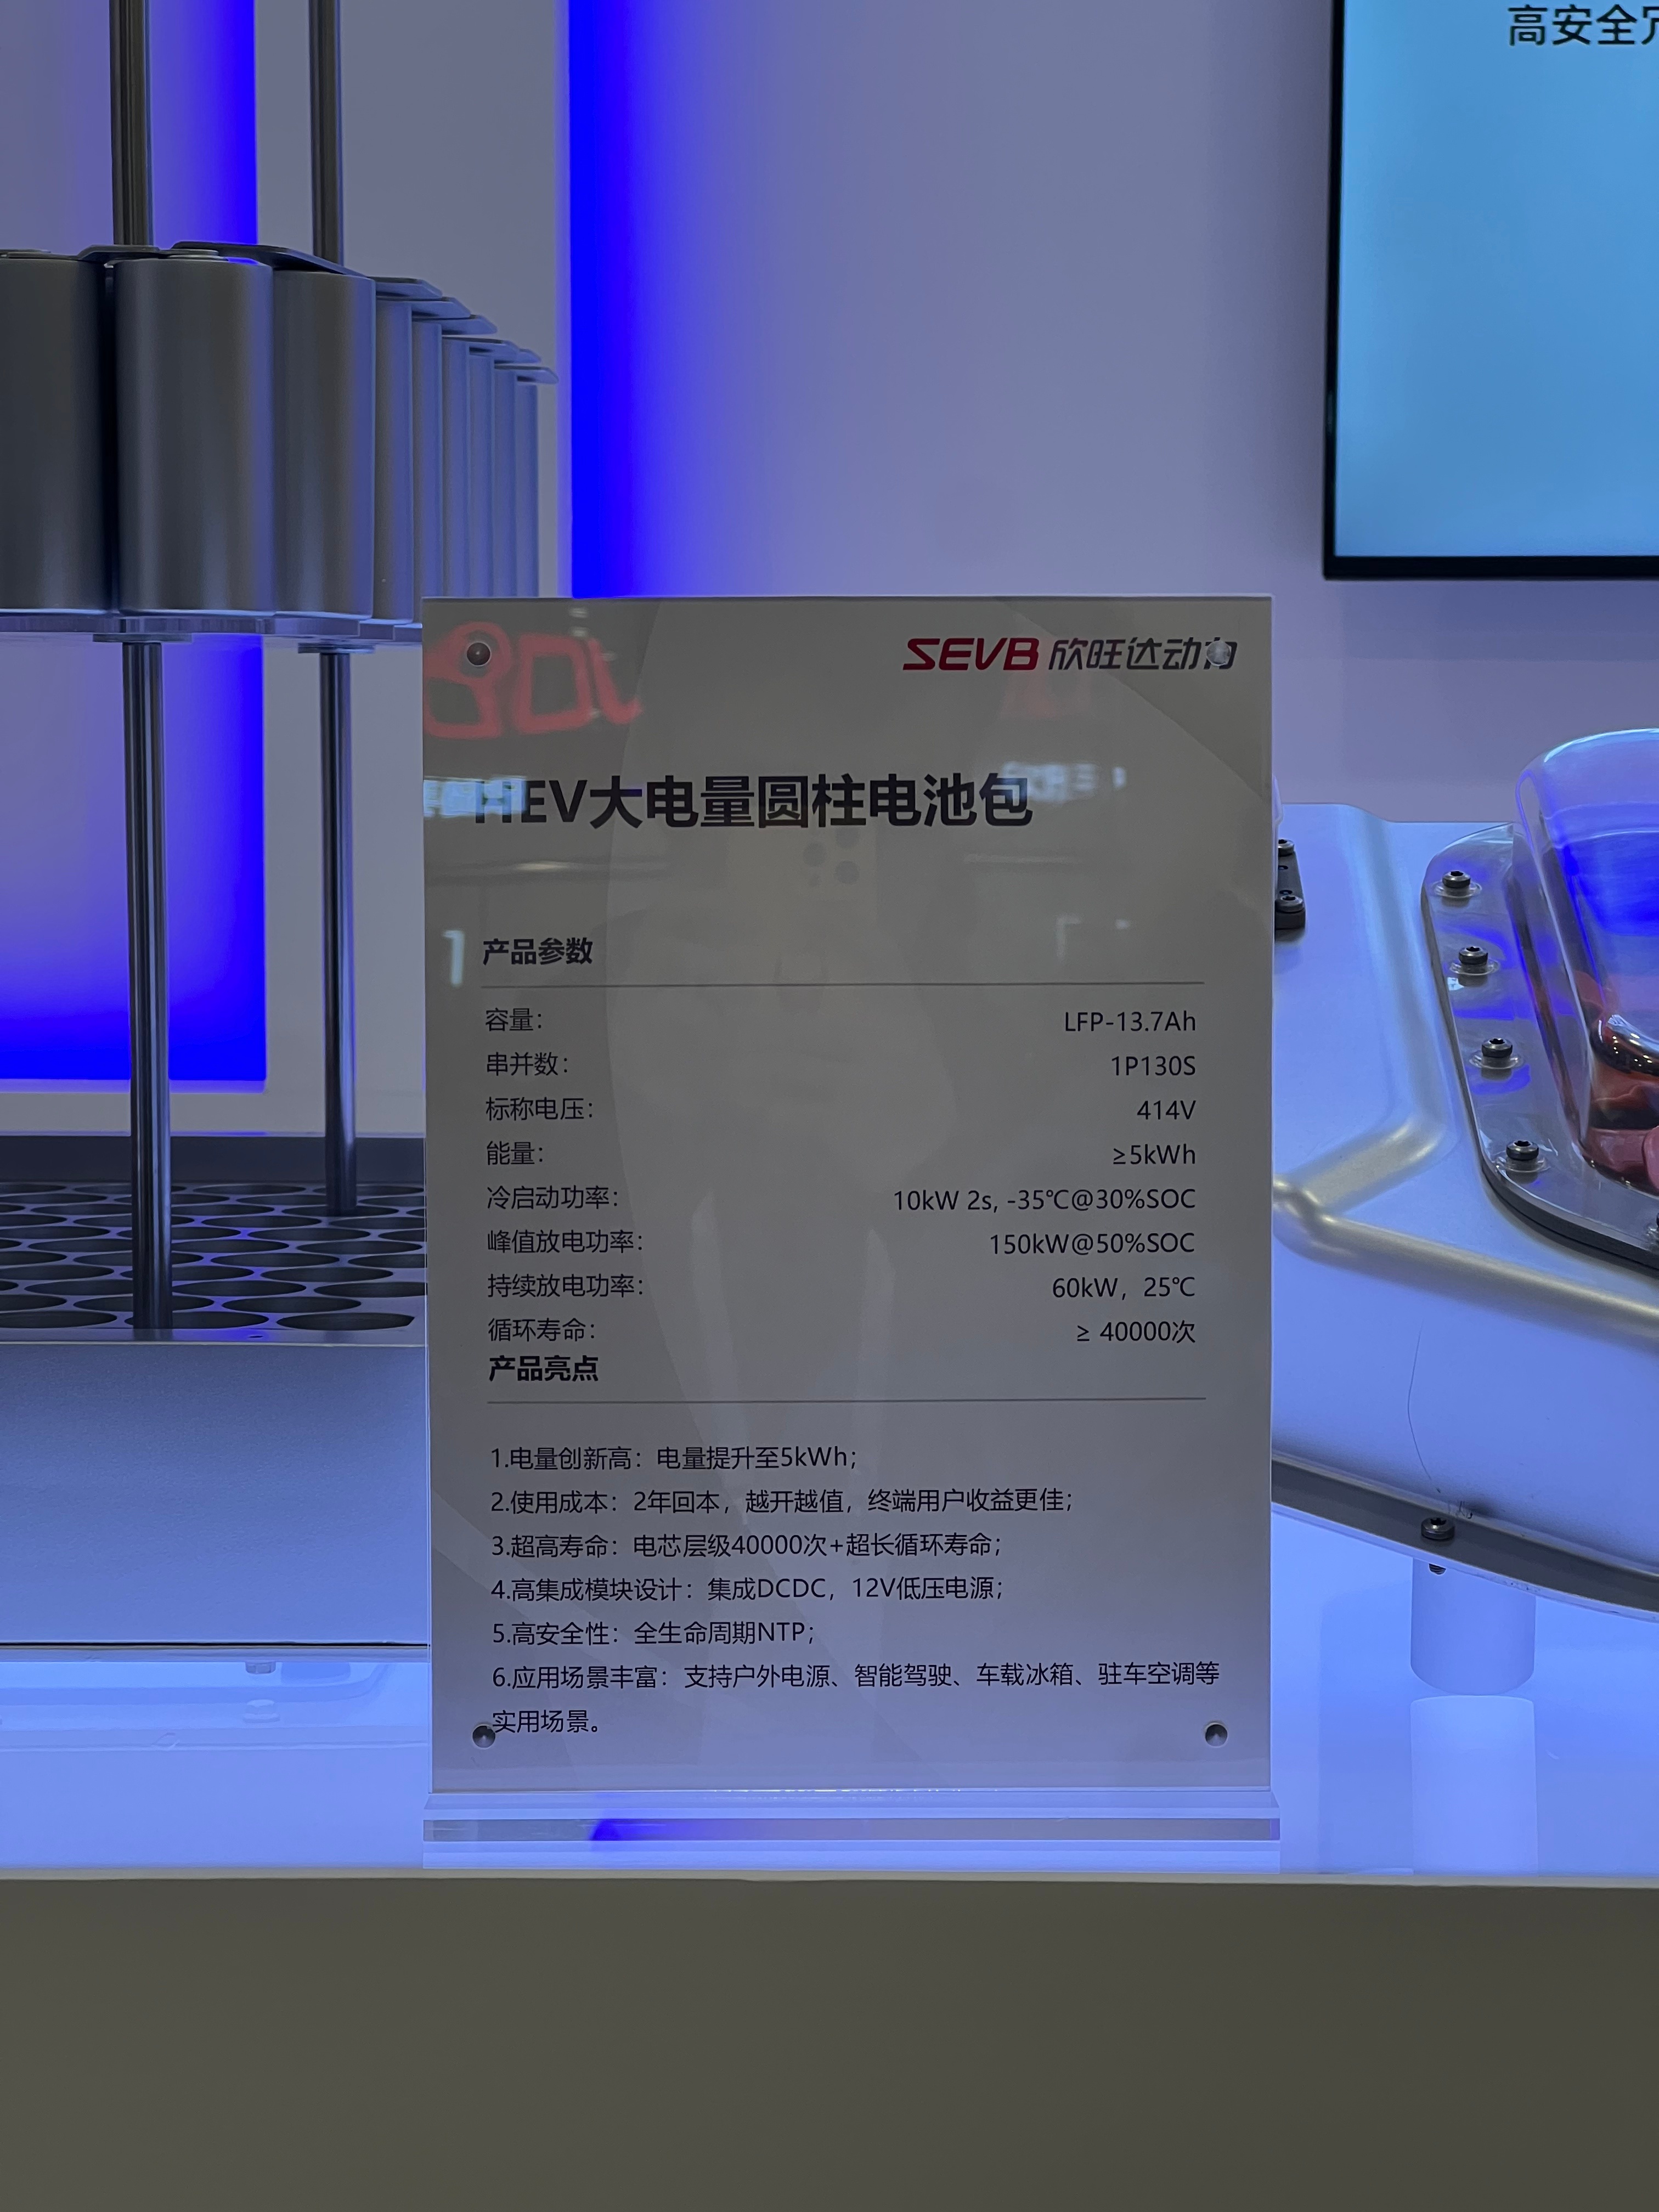 高安全冗
SEVB 欣旺达动力
HEV大电量圆柱电池包
产品参数
容量： LFP-13.7Ah
串并数： 1P130S
标称电压： 414V
能量： ≥5kWh
冷启动功率： 10kW 2s, -35℃@30%SOC
峰值放电功率： 150kW@50%SOC
持续放电功率： 60kW，25℃
循环寿命： ≥ 40000次
产品亮点
1.电量创新高：电量提升至5kWh；
2.使用成本：2年回本，越开越值，终端用户收益更佳；
3.超高寿命：电芯层级40000次+超长循环寿命；
4.高集成模块设计：集成DCDC，12V低压电源；
5.高安全性：全生命周期NTP；
6.应用场景丰富：支持户外电源、智能驾驶、车载冰箱、驻车空调等
实用场景。